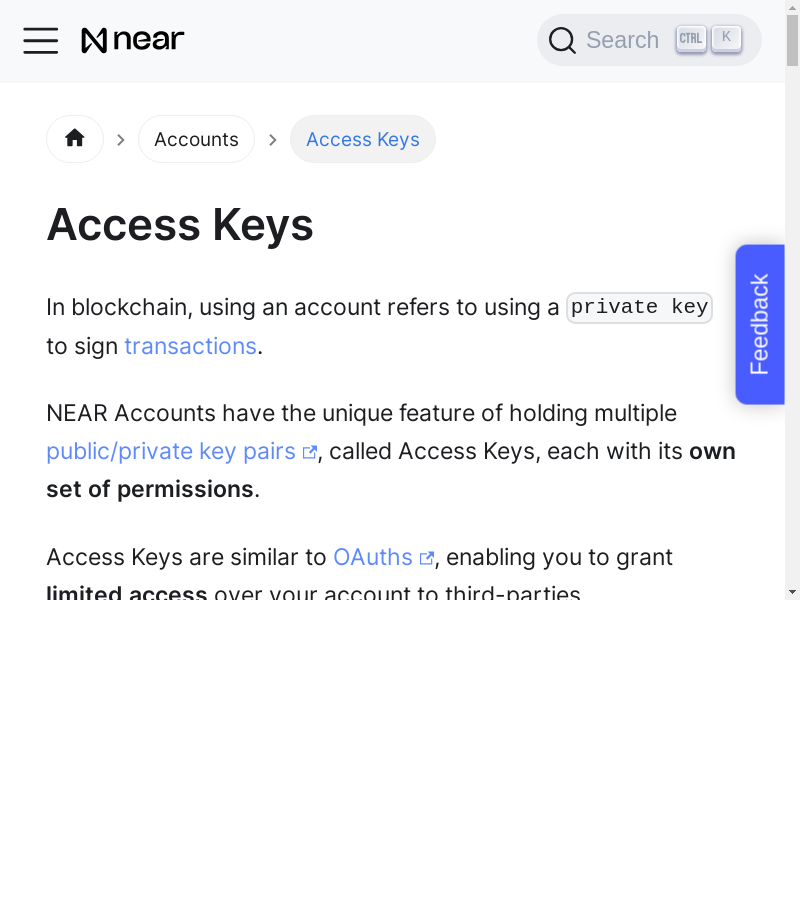 near
Search CTRL K
Accounts
Access Keys
Access Keys
In blockchain, using an account refers to using a private key
to sign transactions.
NEAR Accounts have the unique feature of holding multiple
public/private key pairs, called Access Keys, each with its own
set of permissions.
Access Keys are similar to OAuths, enabling you to grant
limited access over your account to third-parties
Feedback